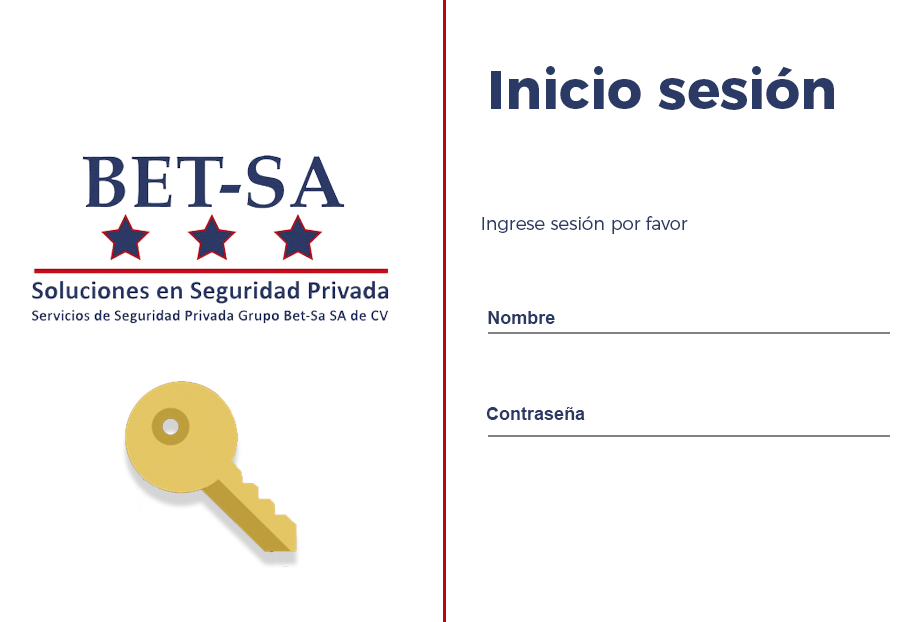 BET-SA
Soluciones en Seguridad Privada
Servicios de Seguridad Privada Grupo Bet-Sa SA de CV
Inicio sesión
Ingrese sesión por favor
Nombre
Contraseña